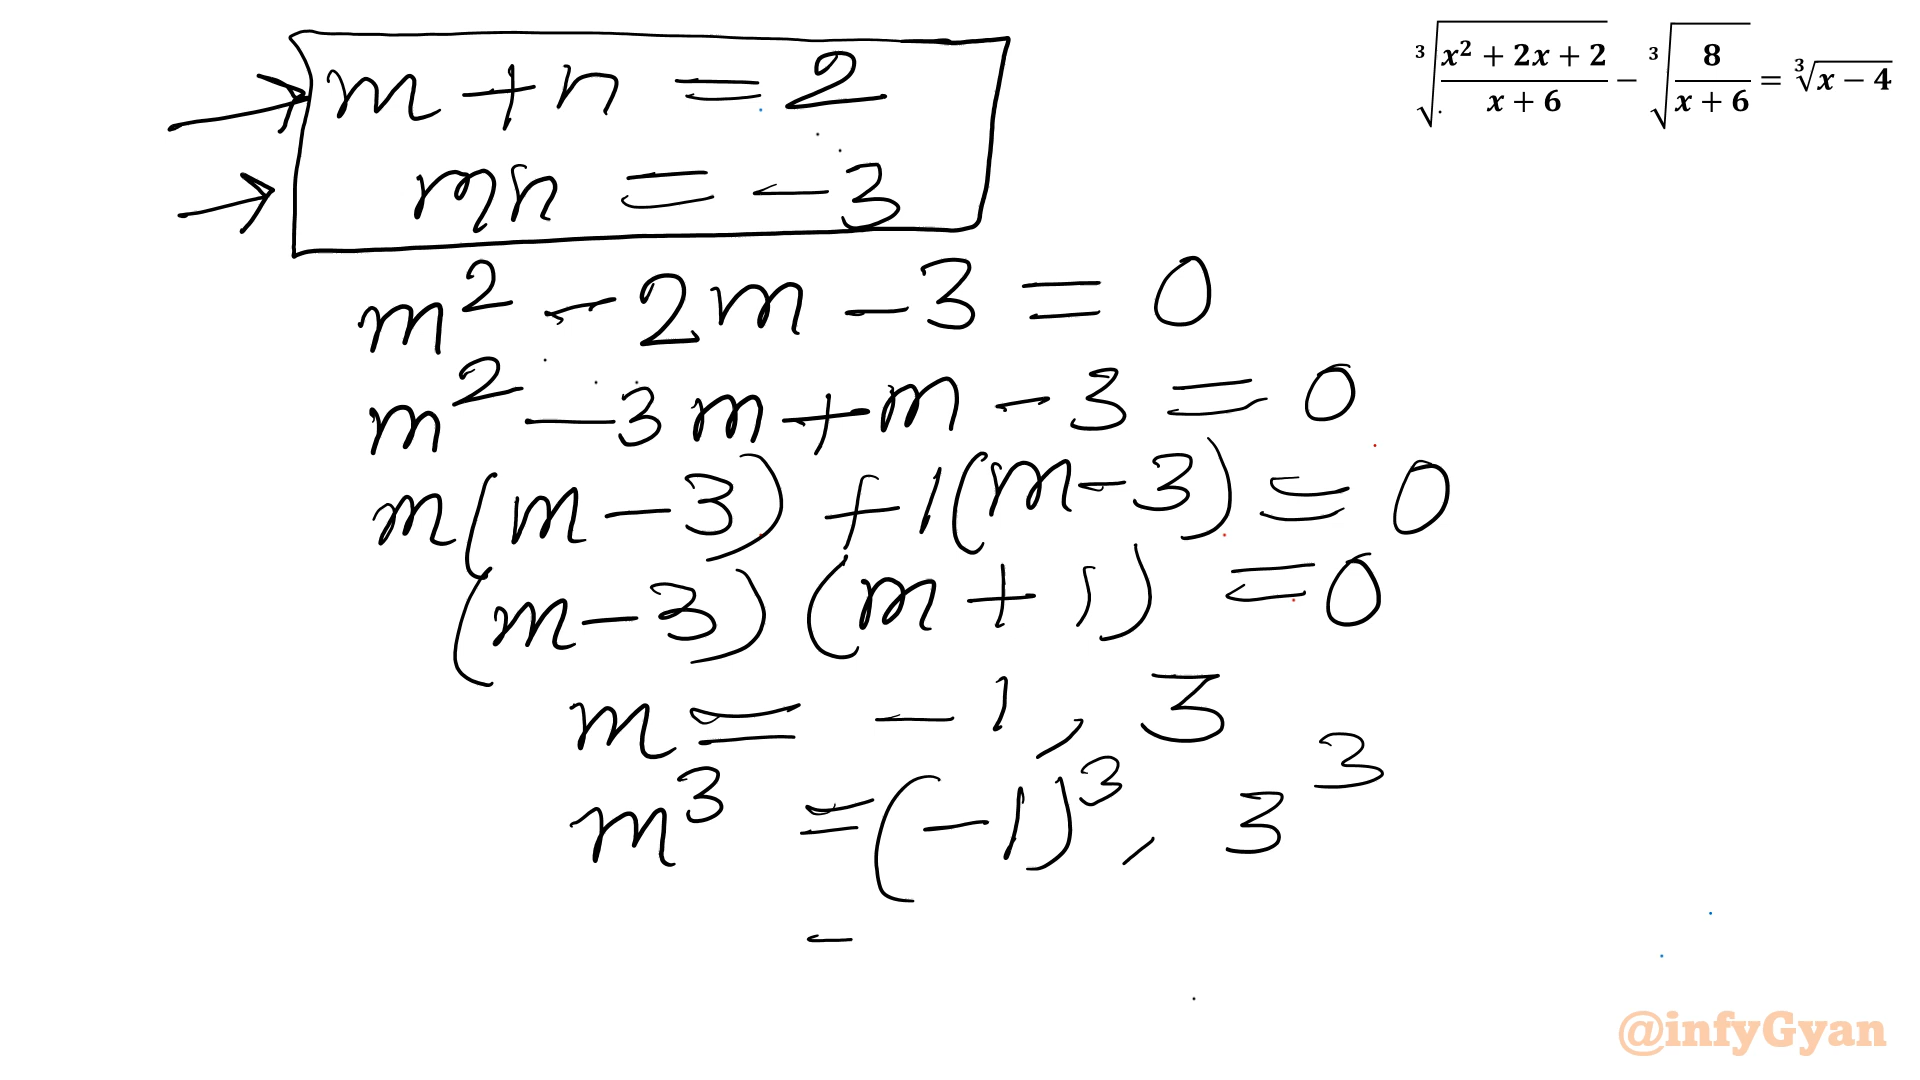 m + n = 2
mn = -3
m² - 2m - 3 = 0
m² - 3m + m - 3 = 0
m(m - 3) + 1(m - 3) = 0
(m - 3) (m + 1) = 0
m = -1, 3
m³ = (-1)³, 3³
-
∛((x² + 2x + 2)/(x + 6)) - ∛(8/(x + 6)) = ∛(x - 4)
@infyGyan